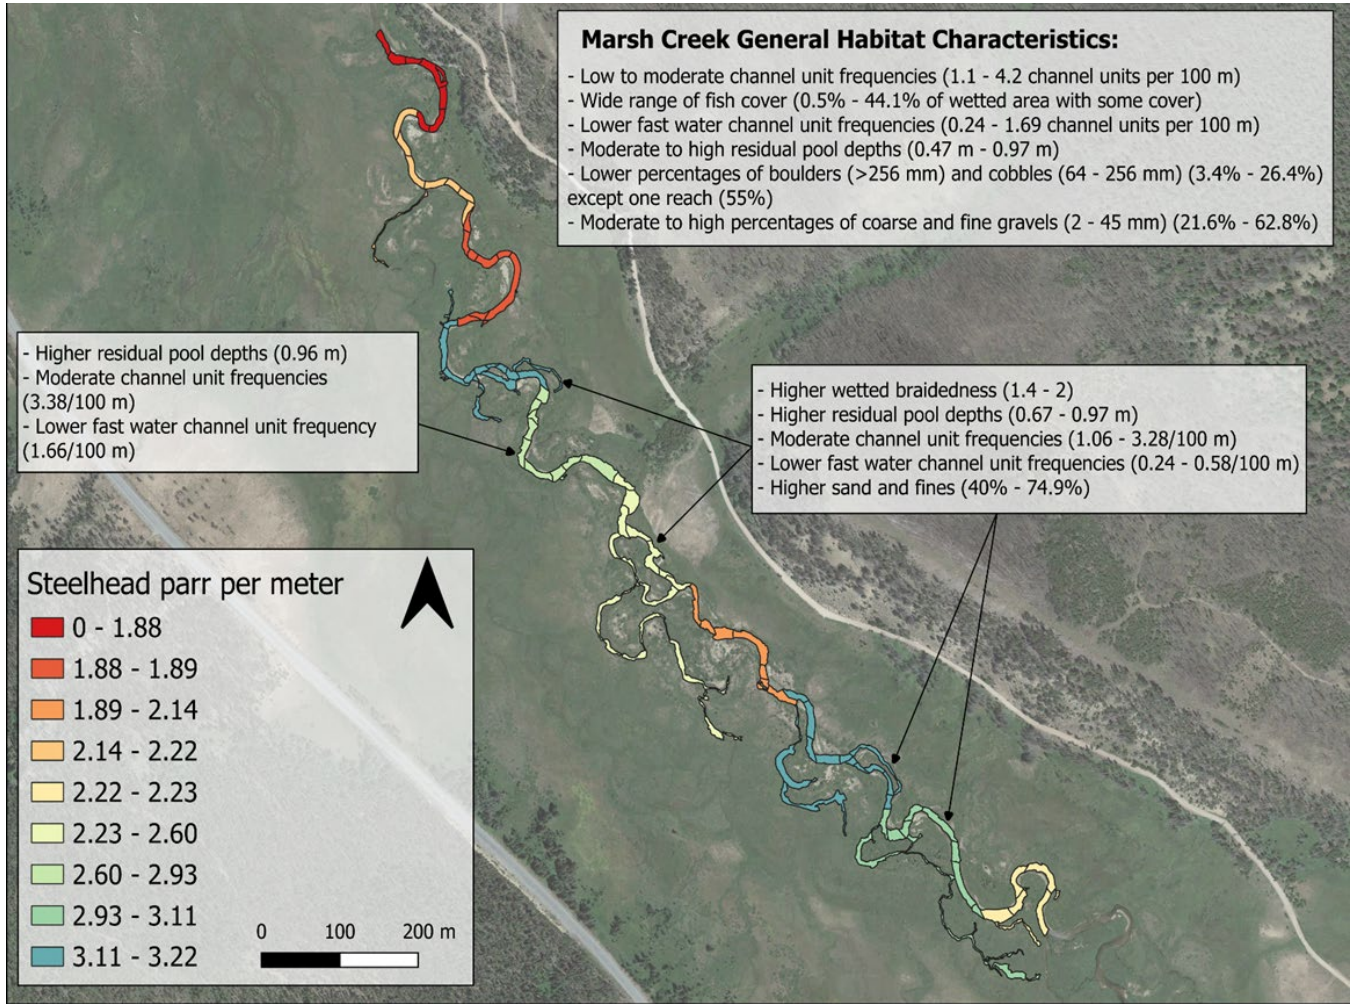 Marsh Creek General Habitat Characteristics:
- Low to moderate channel unit frequencies (1.1 - 4.2 channel units per 100 m)
- Wide range of fish cover (0.5% - 44.1% of wetted area with some cover)
- Lower fast water channel unit frequencies (0.24 - 1.69 channel units per 100 m)
- Moderate to high residual pool depths (0.47 m - 0.97 m)
- Lower percentages of boulders (>256 mm) and cobbles (64 - 256 mm) (3.4% - 26.4%)
except one reach (55%)
- Moderate to high percentages of coarse and fine gravels (2 - 45 mm) (21.6% - 62.8%)
- Higher residual pool depths (0.96 m)
- Moderate channel unit frequencies
(3.38/100 m)
- Lower fast water channel unit frequency
(1.66/100 m)
- Higher wetted braidedness (1.4 - 2)
- Higher residual pool depths (0.67 - 0.97 m)
- Moderate channel unit frequencies (1.06 - 3.28/100 m)
- Lower fast water channel unit frequencies (0.24 - 0.58/100 m)
- Higher sand and fines (40% - 74.9%)
Steelhead parr per meter
0 - 1.88
1.88 - 1.89
1.89 - 2.14
2.14 - 2.22
2.22 - 2.23
2.23 - 2.60
2.60 - 2.93
2.93 - 3.11
3.11 - 3.22
0 100 200 m